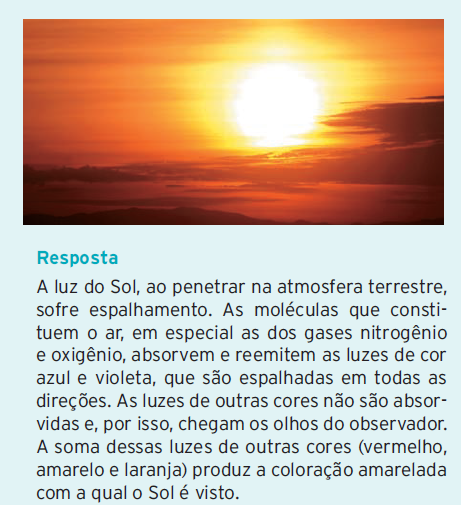 Resposta
A luz do Sol, ao penetrar na atmosfera terrestre,
sofre espalhamento. As moléculas que consti-
tuem o ar, em especial as dos gases nitrogênio
e oxigênio, absorvem e reemitem as luzes de cor
azul e violeta, que são espalhadas em todas as
direções. As luzes de outras cores não são absor-
vidas e, por isso, chegam os olhos do observador.
A soma dessas luzes de outras cores (vermelho,
amarelo e laranja) produz a coloração amarelada
com a qual o Sol é visto.